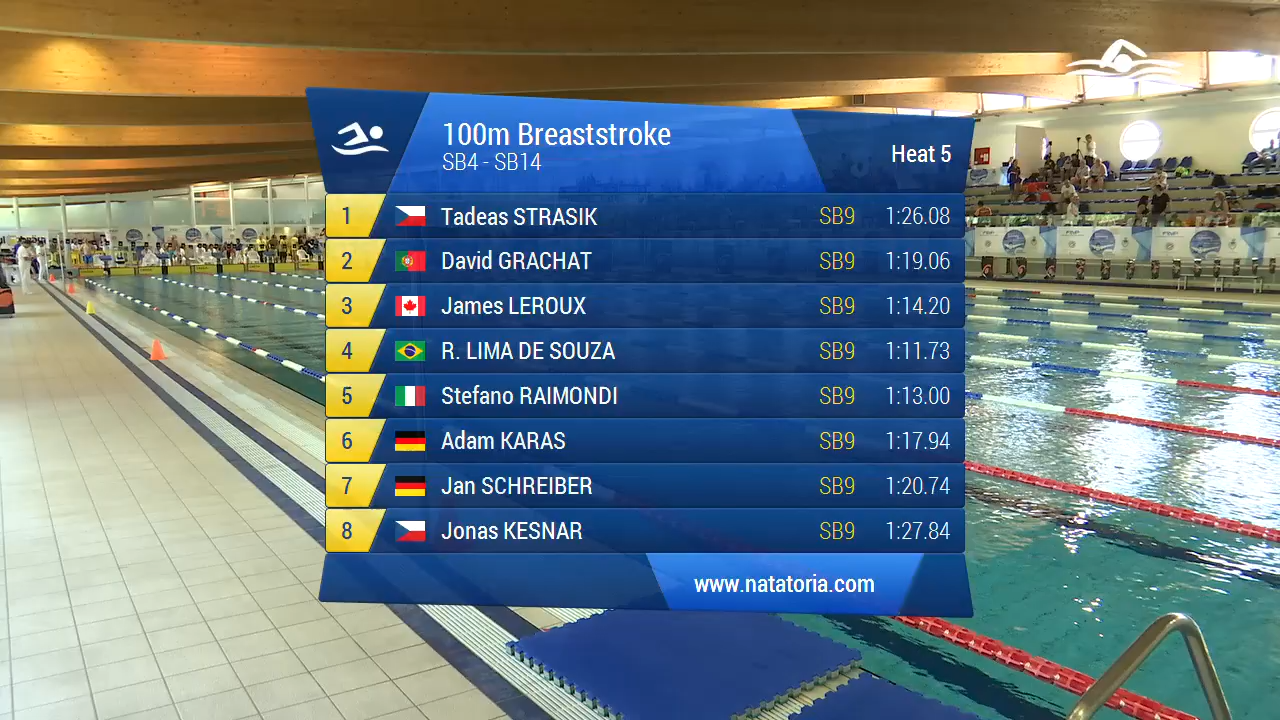 100m Breaststroke
SB4 - SB14
Heat 5
1 Tadeas STRASIK SB9 1:26.08
2 David GRACHAT SB9 1:19.06
3 James LEROUX SB9 1:14.20
4 R. LIMA DE SOUZA SB9 1:11.73
5 Stefano RAIMONDI SB9 1:13.00
6 Adam KARAS SB9 1:17.94
7 Jan SCHREIBER SB9 1:20.74
8 Jonas KESNAR SB9 1:27.84
www.natatoria.com